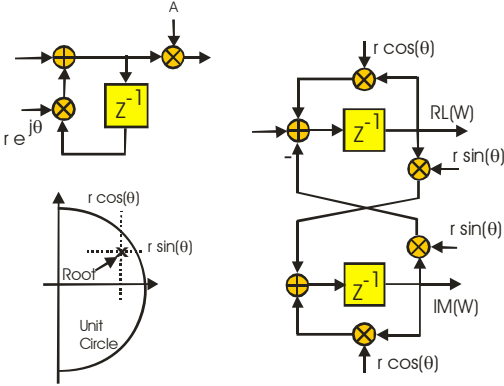 A
Z-1
r e jθ
r cos(θ)
r sin(θ)
Root
Unit
Circle
r cos(θ)
Z-1
RL(W)
-
r sin(θ)
r sin(θ)
Z-1
IM(W)
r cos(θ)